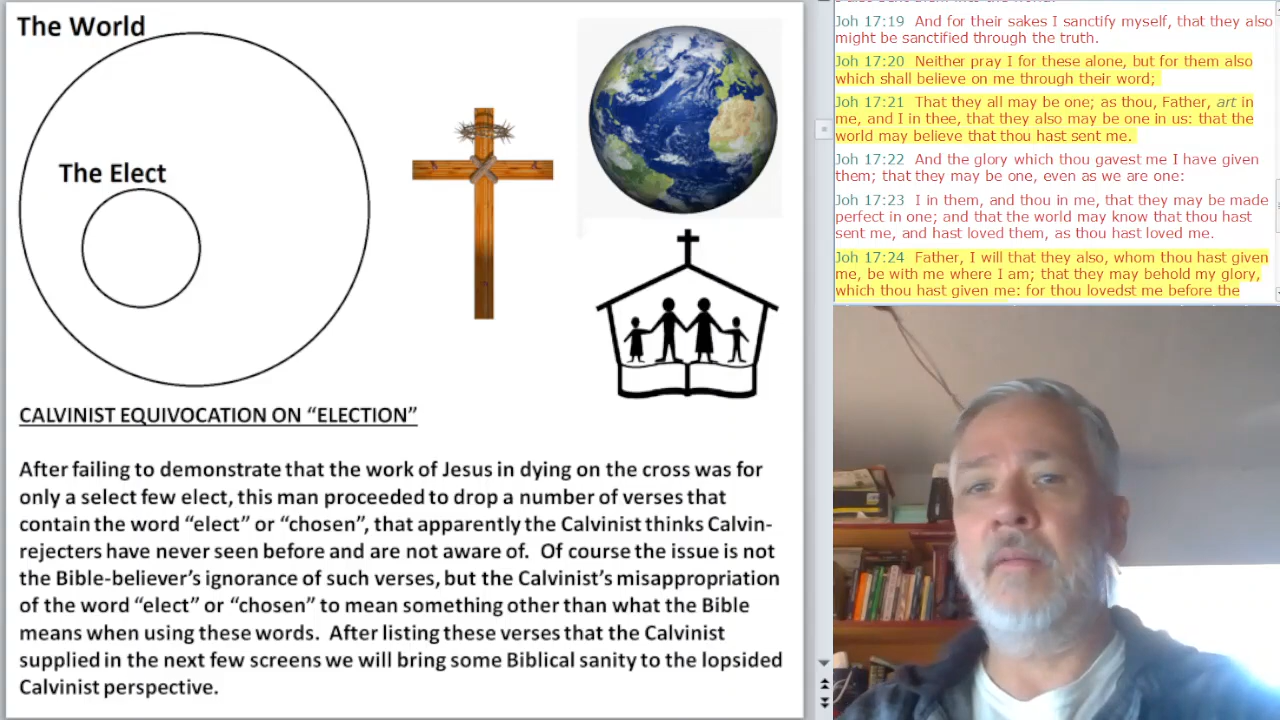 The World
The Elect
CALVINIST EQUIVOCATION ON “ELECTION”
After failing to demonstrate that the work of Jesus in dying on the cross was for
only a select few elect, this man proceeded to drop a number of verses that
contain the word “elect” or “chosen”, that apparently the Calvinist thinks Calvin-
rejecters have never seen before and are not aware of.  Of course the issue is not
the Bible-believer’s ignorance of such verses, but the Calvinist’s misappropriation
of the word “elect” or “chosen” to mean something other than what the Bible
means when using these words.  After listing these verses that the Calvinist
supplied in the next few screens we will bring some Biblical sanity to the lopsided
Calvinist perspective.
Joh 17:19  And for their sakes I sanctify myself, that they also
might be sanctified through the truth.
Joh 17:20  Neither pray I for these alone, but for them also
which shall believe on me through their word;
Joh 17:21  That they all may be one; as thou, Father, art in
me, and I in thee, that they also may be one in us: that the
world may believe that thou hast sent me.
Joh 17:22  And the glory which thou gavest me I have given
them; that they may be one, even as we are one:
Joh 17:23  I in them, and thou in me, that they may be made
perfect in one; and that the world may know that thou hast
sent me, and hast loved them, as thou hast loved me.
Joh 17:24  Father, I will that they also, whom thou hast given
me, be with me where I am; that they may behold my glory,
which thou hast given me: for thou lovedst me before the